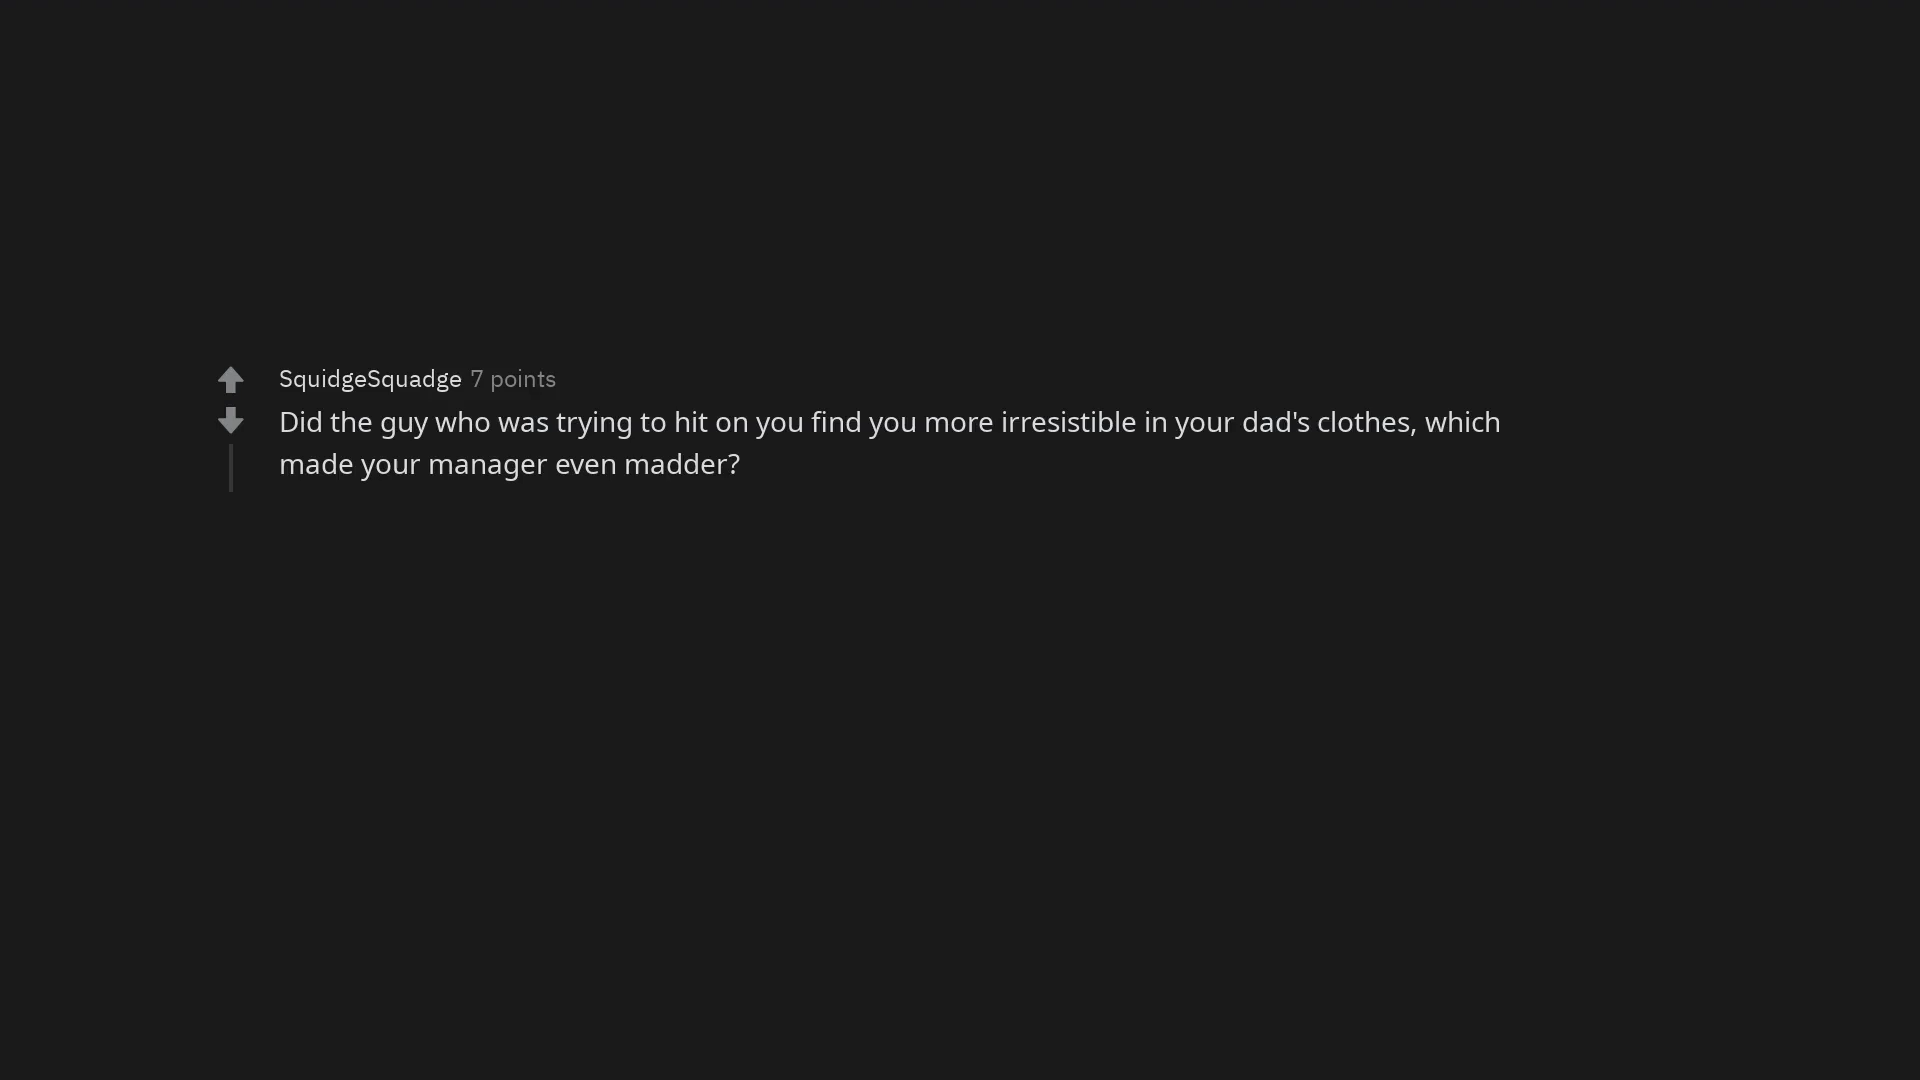 SquidgeSquadge 7 points
Did the guy who was trying to hit on you find you more irresistible in your dad's clothes, which
made your manager even madder?